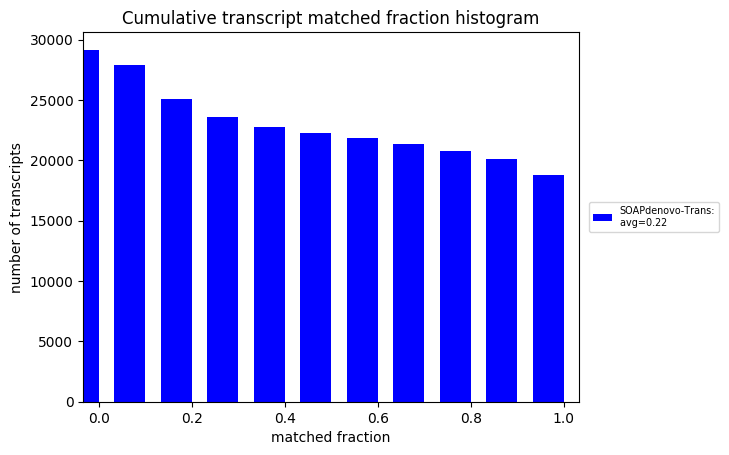 Cumulative transcript matched fraction histogram
30000
25000
20000
15000
10000
5000
0
number of transcripts
0.0 0.2 0.4 0.6 0.8 1.0
matched fraction
SOAPdenovo-Trans:
avg=0.22